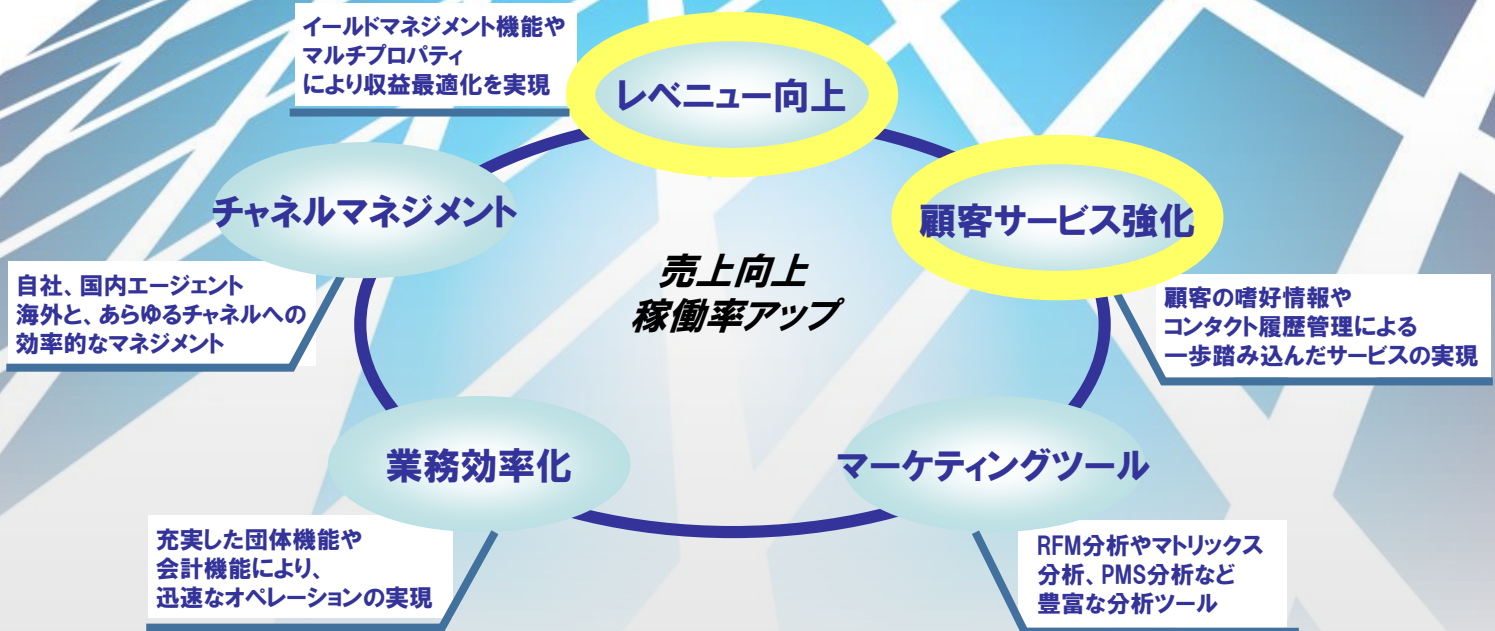 イールドマネジメント機能や
マルチプロパティ
により収益最適化を実現
レベニュー向上
チャネルマネジメント
顧客サービス強化
売上向上
稼働率アップ
自社、国内エージェント
海外と、あらゆるチャネルへの
効率的なマネジメント
顧客の嗜好情報や
コンタクト履歴管理による
一歩踏み込んだサービスの実現
業務効率化
マーケティングツール
充実した団体機能や
会計機能により、
迅速なオペレーションの実現
RFM分析やマトリックス
分析、PMS分析など
豊富な分析ツール